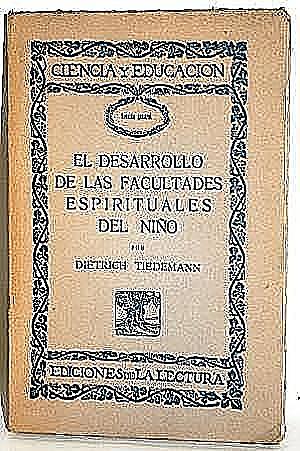 CIENCIA Y EDUCACION
EL DESARROLLO
DE LAS FACULTADES
ESPIRITUALES
DEL NIÑO
POR
DIETRICH TIEDEMANN
EDICIONES DE LA LECTURA